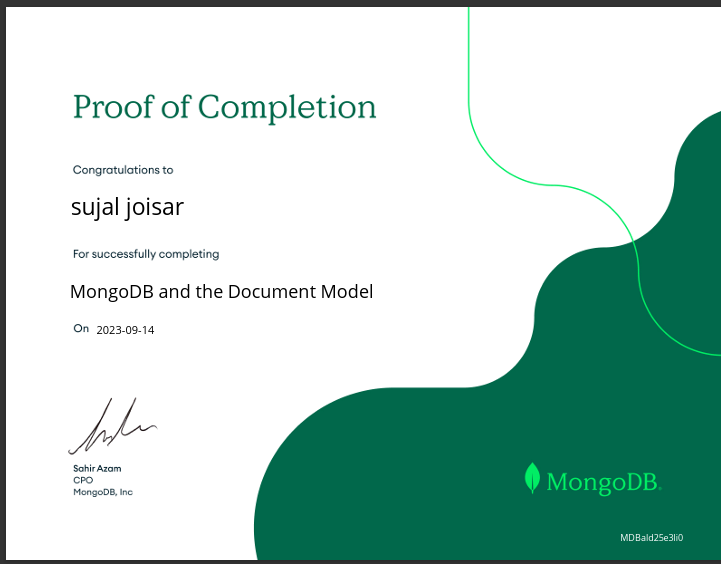 Proof of Completion
Congratulations to
sujal joisar
For successfully completing
MongoDB and the Document Model
On 2023-09-14
Sahir Azam
CPO
MongoDB, Inc
MongoDB.
MDBald25e3li0